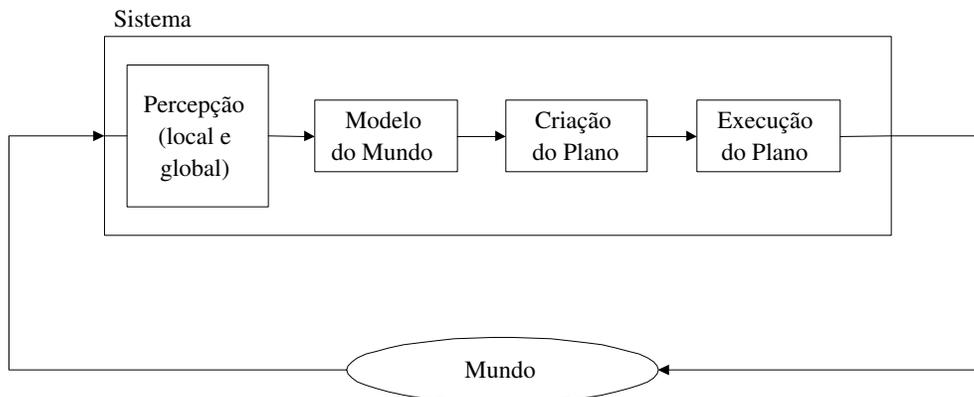 Sistema
Percepção
(local e
global)
Modelo
do Mundo
Criação
do Plano
Execução
do Plano
Mundo